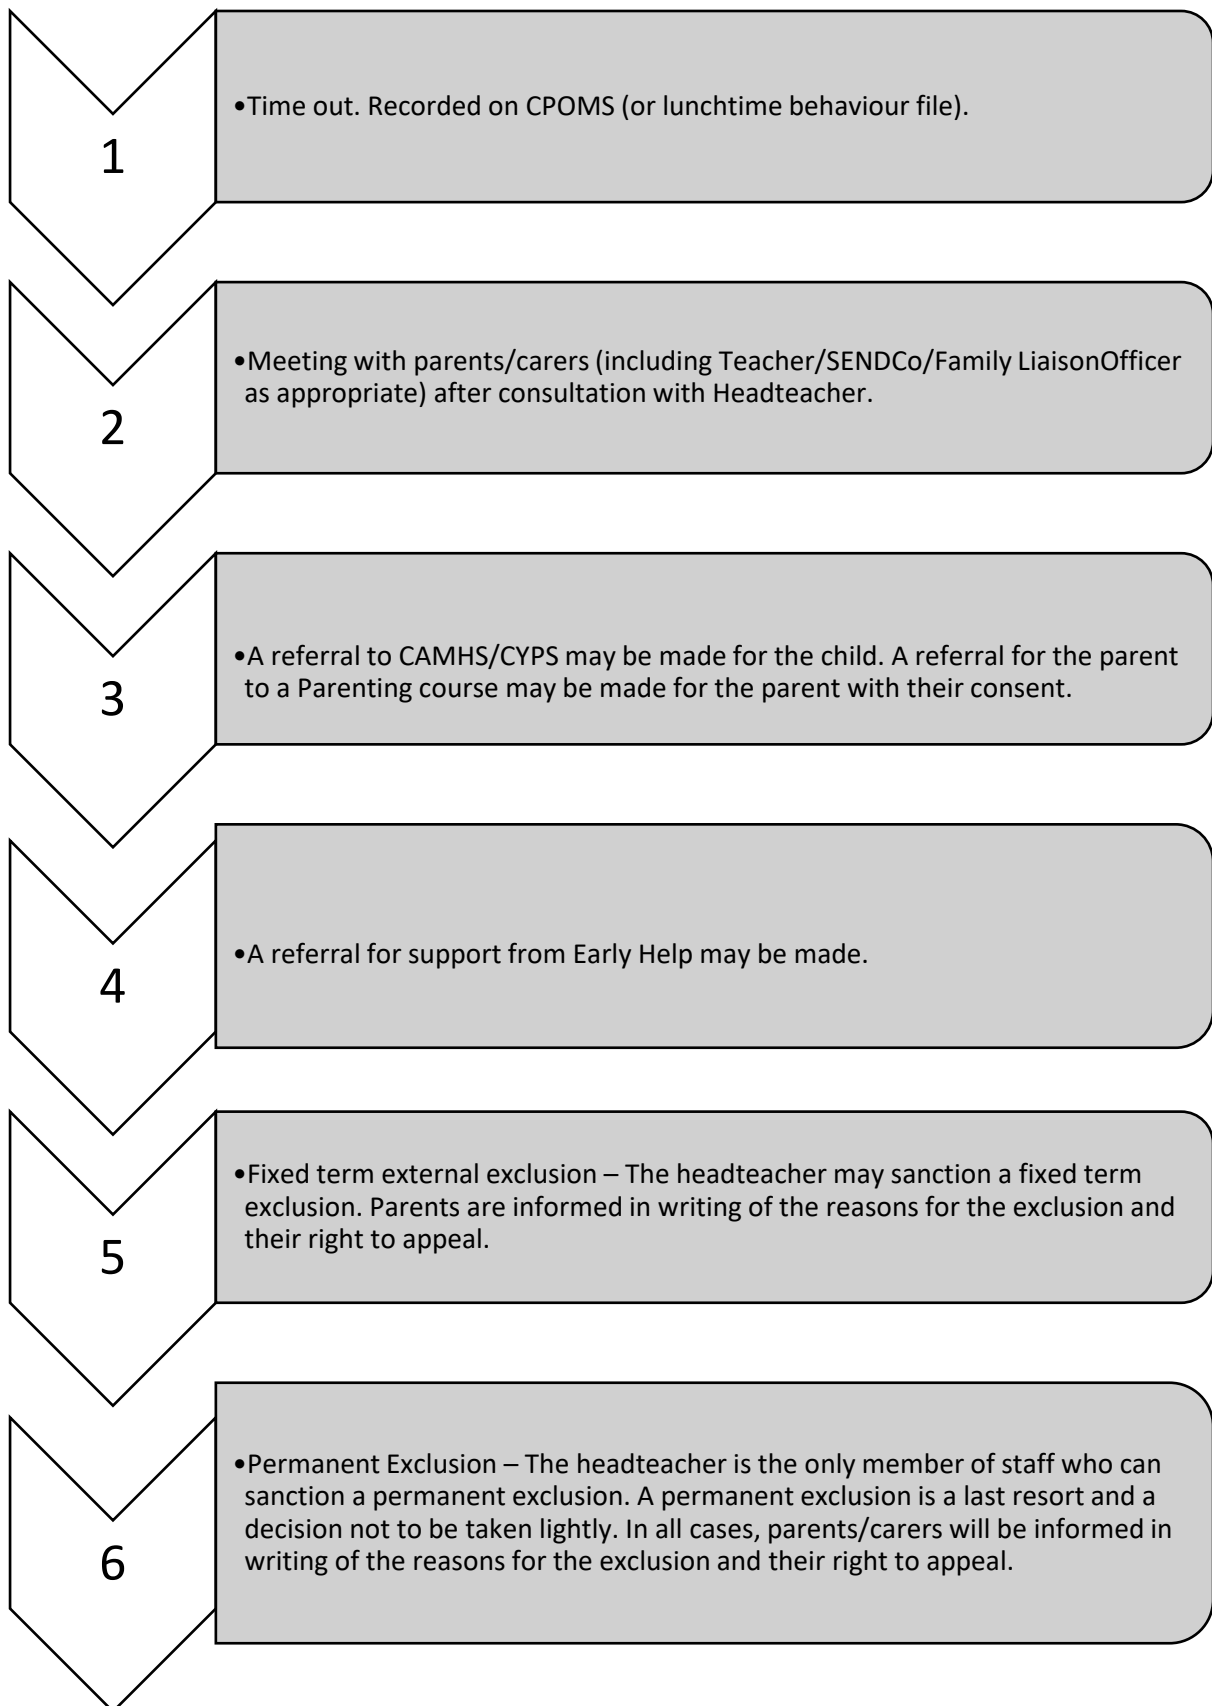 1
•Time out. Recorded on CPOMS (or lunchtime behaviour file).
2
•Meeting with parents/carers (including Teacher/SENDCo/Family LiaisonOfficer
as appropriate) after consultation with Headteacher.
3
•A referral to CAMHS/CYPS may be made for the child. A referral for the parent
to a Parenting course may be made for the parent with their consent.
4
•A referral for support from Early Help may be made.
5
•Fixed term external exclusion – The headteacher may sanction a fixed term
exclusion. Parents are informed in writing of the reasons for the exclusion and
their right to appeal.
6
•Permanent Exclusion – The headteacher is the only member of staff who can
sanction a permanent exclusion. A permanent exclusion is a last resort and a
decision not to be taken lightly. In all cases, parents/carers will be informed in
writing of the reasons for the exclusion and their right to appeal.